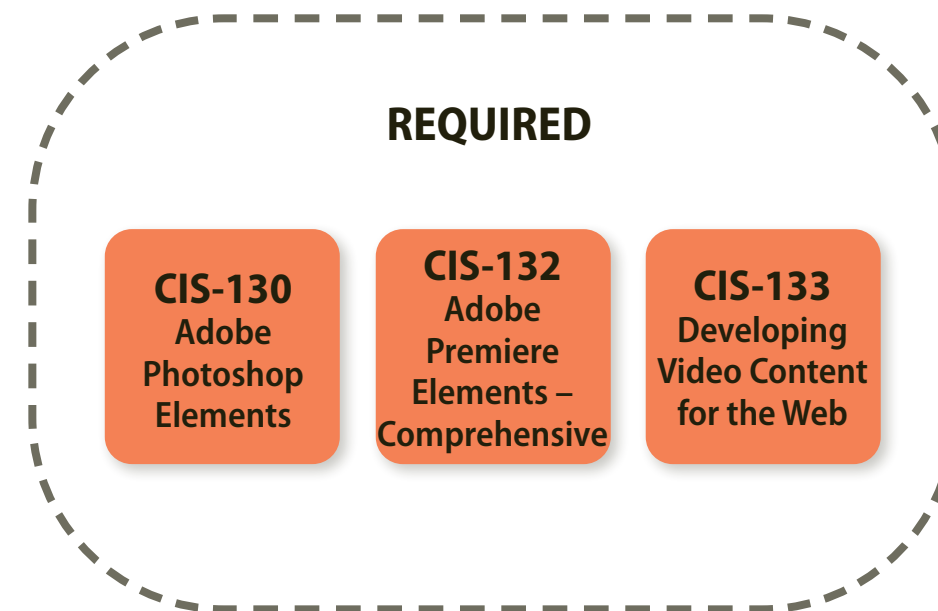 REQUIRED
CIS-130
Adobe
Photoshop
Elements
CIS-132
Adobe
Premiere
Elements –
Comprehensive
CIS-133
Developing
Video Content
for the Web